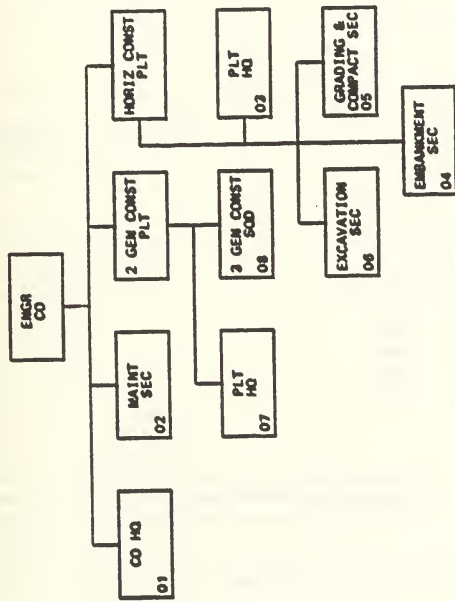 ENGR
CO
CO HQ
01
MAINT
SEC
02
2 GEN CONST
PLT
HORIZ CONST
PLT
PLT
HQ
07
3 GEN CONST
SQD
08
PLT
HQ
03
EXCAVATION
SEC
06
GRADING &
COMPACT SEC
05
EMBANKMENT
SEC
04